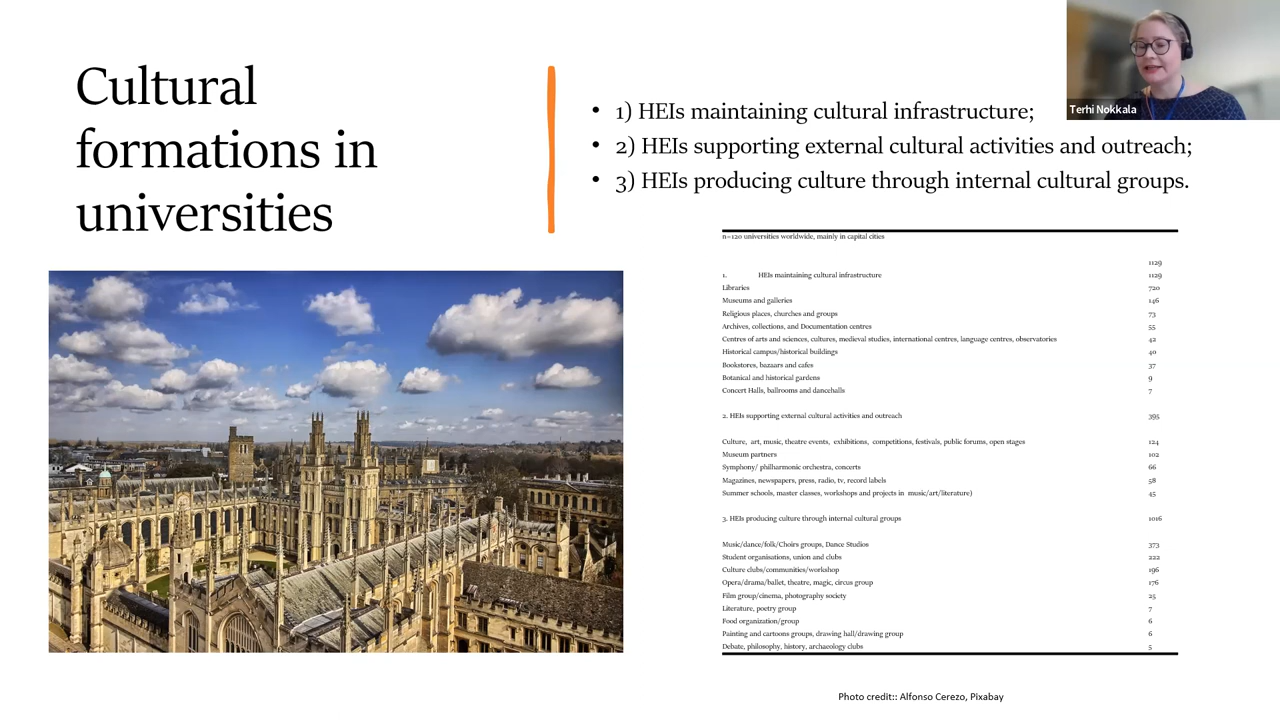 Cultural
formations in
universities
• 1) HEIs maintaining cultural infrastructure;
• 2) HEIs supporting external cultural activities and outreach;
• 3) HEIs producing culture through internal cultural groups.
Terhi Nokkala
n=120 universities worldwide, mainly in capital cities
1129
1. HEIs maintaining cultural infrastructure 1129
Libraries 720
Museums and galleries 146
Religious places, churches and groups 73
Archives, collections, and Documentation centres 55
Centres of arts and sciences, cultures, medieval studies, international centres, language centres, observatories 42
Historical campus/historical buildings 40
Bookstores, bazaars and cafes 37
Botanical and historical gardens 9
Concert Halls, ballrooms and dancehalls 7
2. HEIs supporting external cultural activities and outreach 395
Culture, art, music, theatre events, exhibitions, competitions, festivals, public forums, open stages 124
Museum partners 102
Symphony/ philharmonic orchestra, concerts 66
Magazines, newspapers, press, radio, tv, record labels 58
Summer schools, master classes, workshops and projects in music/art/literature) 45
3. HEIs producing culture through internal cultural groups 1016
Music/dance/folk/Choirs groups, Dance Studios 373
Student organisations, union and clubs 222
Culture clubs/communities/workshop 196
Opera/drama/ballet, theatre, magic, circus group 176
Film group/cinema, photography society 25
Literature, poetry group 7
Food organization/group 6
Painting and cartoons groups, drawing hall/drawing group 6
Debate, philosophy, history, archaeology clubs 5
Photo credit:: Alfonso Cerezo, Pixabay